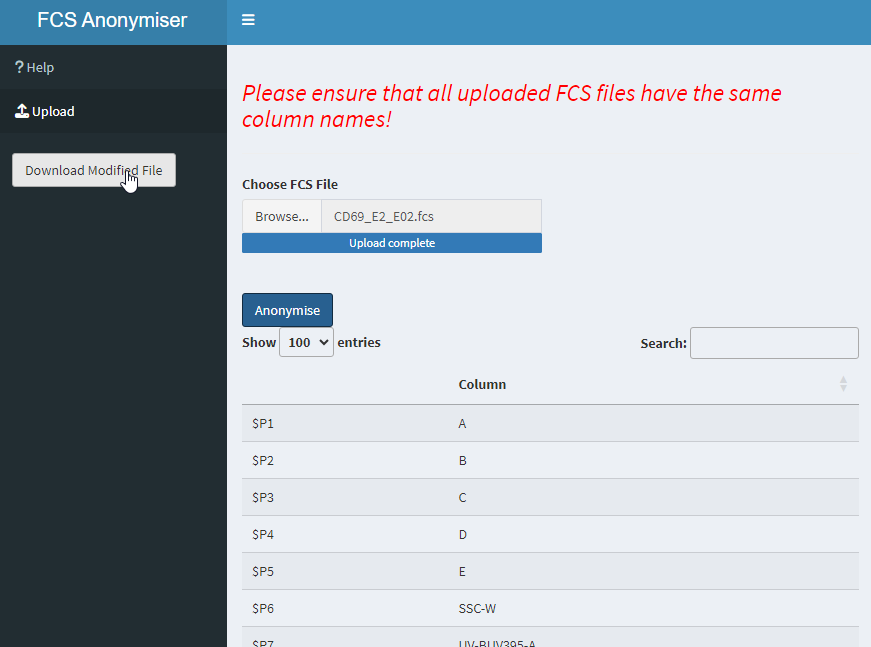 FCS Anonymiser
? Help
Upload
Download Modified File
Please ensure that all uploaded FCS files have the same
column names!
Choose FCS File
Browse... CD69_E2_E02.fcs
Upload complete
Anonymise
Show 100 entries Search:
Column
$P1 A
$P2 B
$P3 C
$P4 D
$P5 E
$P6 SSC-W
$P7 UV-BUV395-A